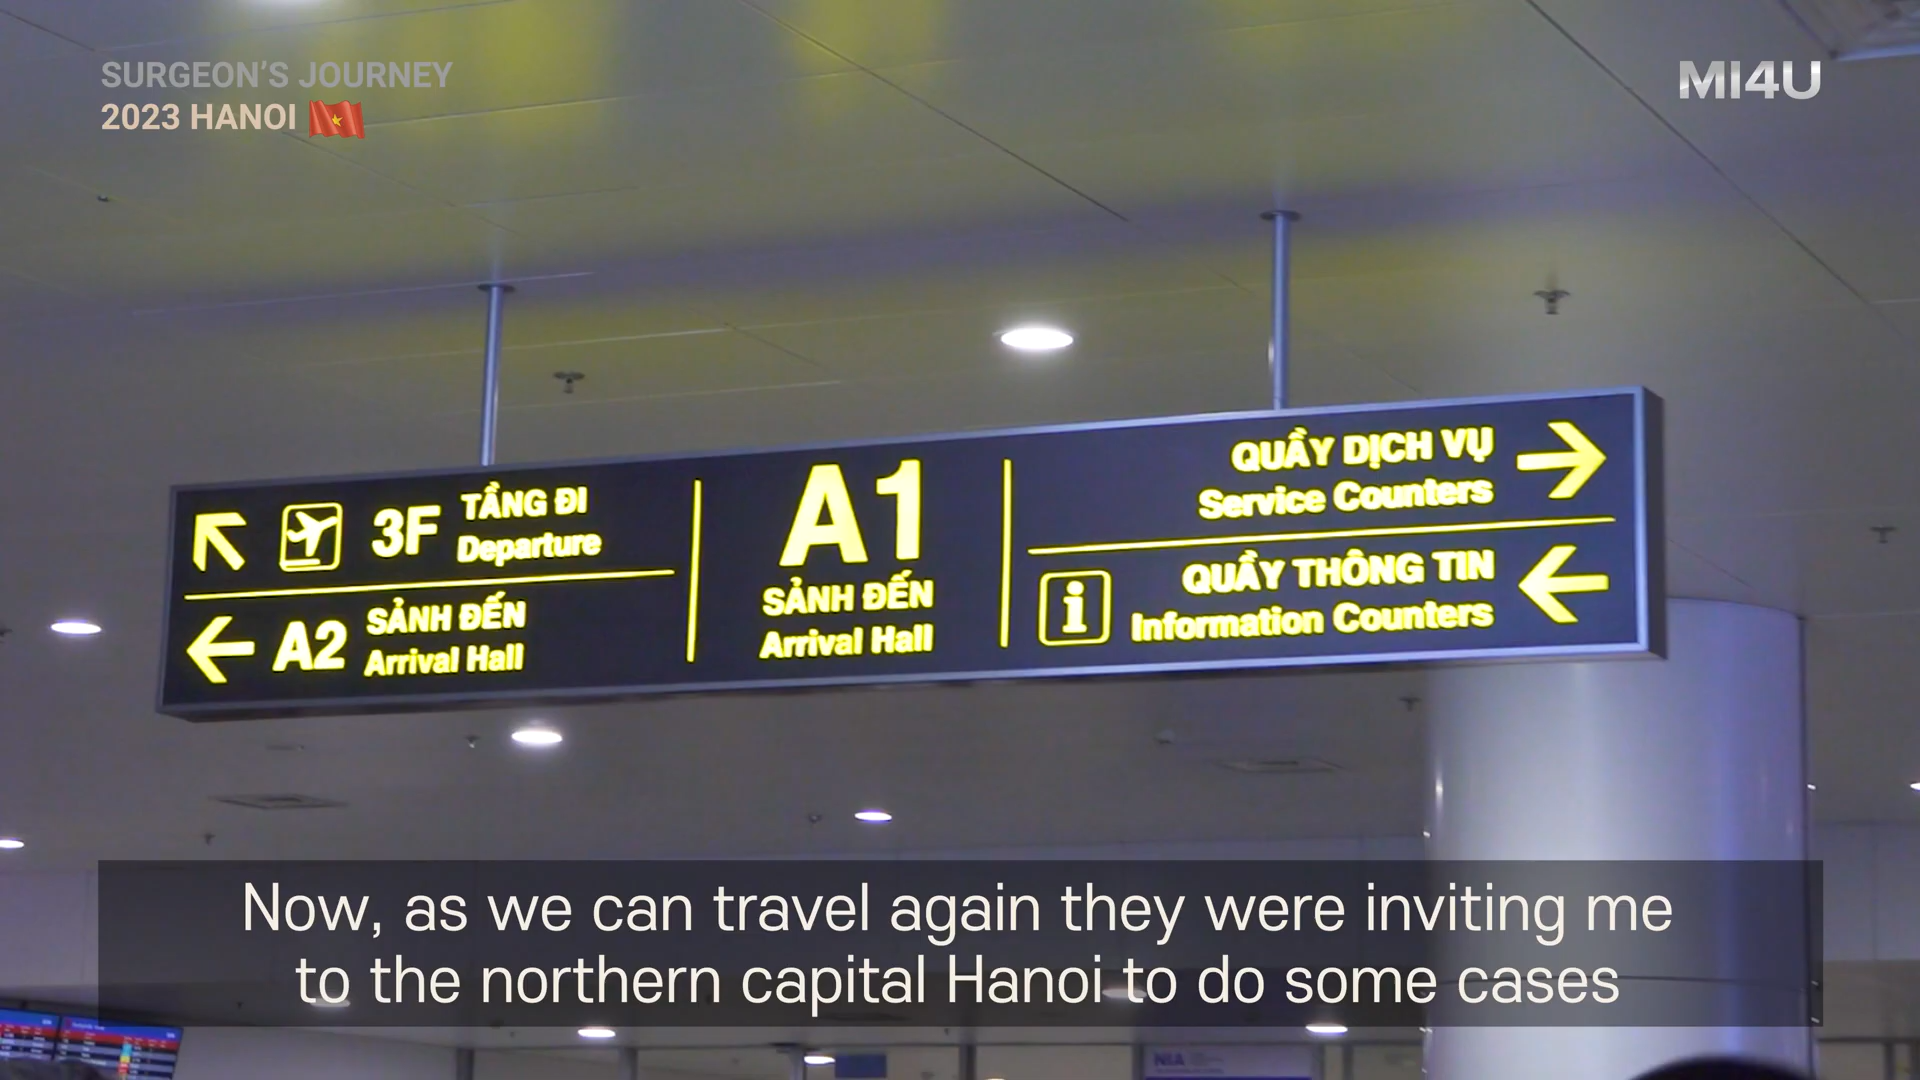 SURGEON'S JOURNEY
2023 HANOI
MI4U
3F TẦNG ĐI
Departure
A2 SẢNH ĐẾN
Arrival Hall
A1
SẢNH ĐẾN
Arrival Hall
QUẦY DỊCH VỤ
Service Counters
i QUẦY THÔNG TIN
Information Counters
Now, as we can travel again they were inviting me
to the northern capital Hanoi to do some cases
NIA